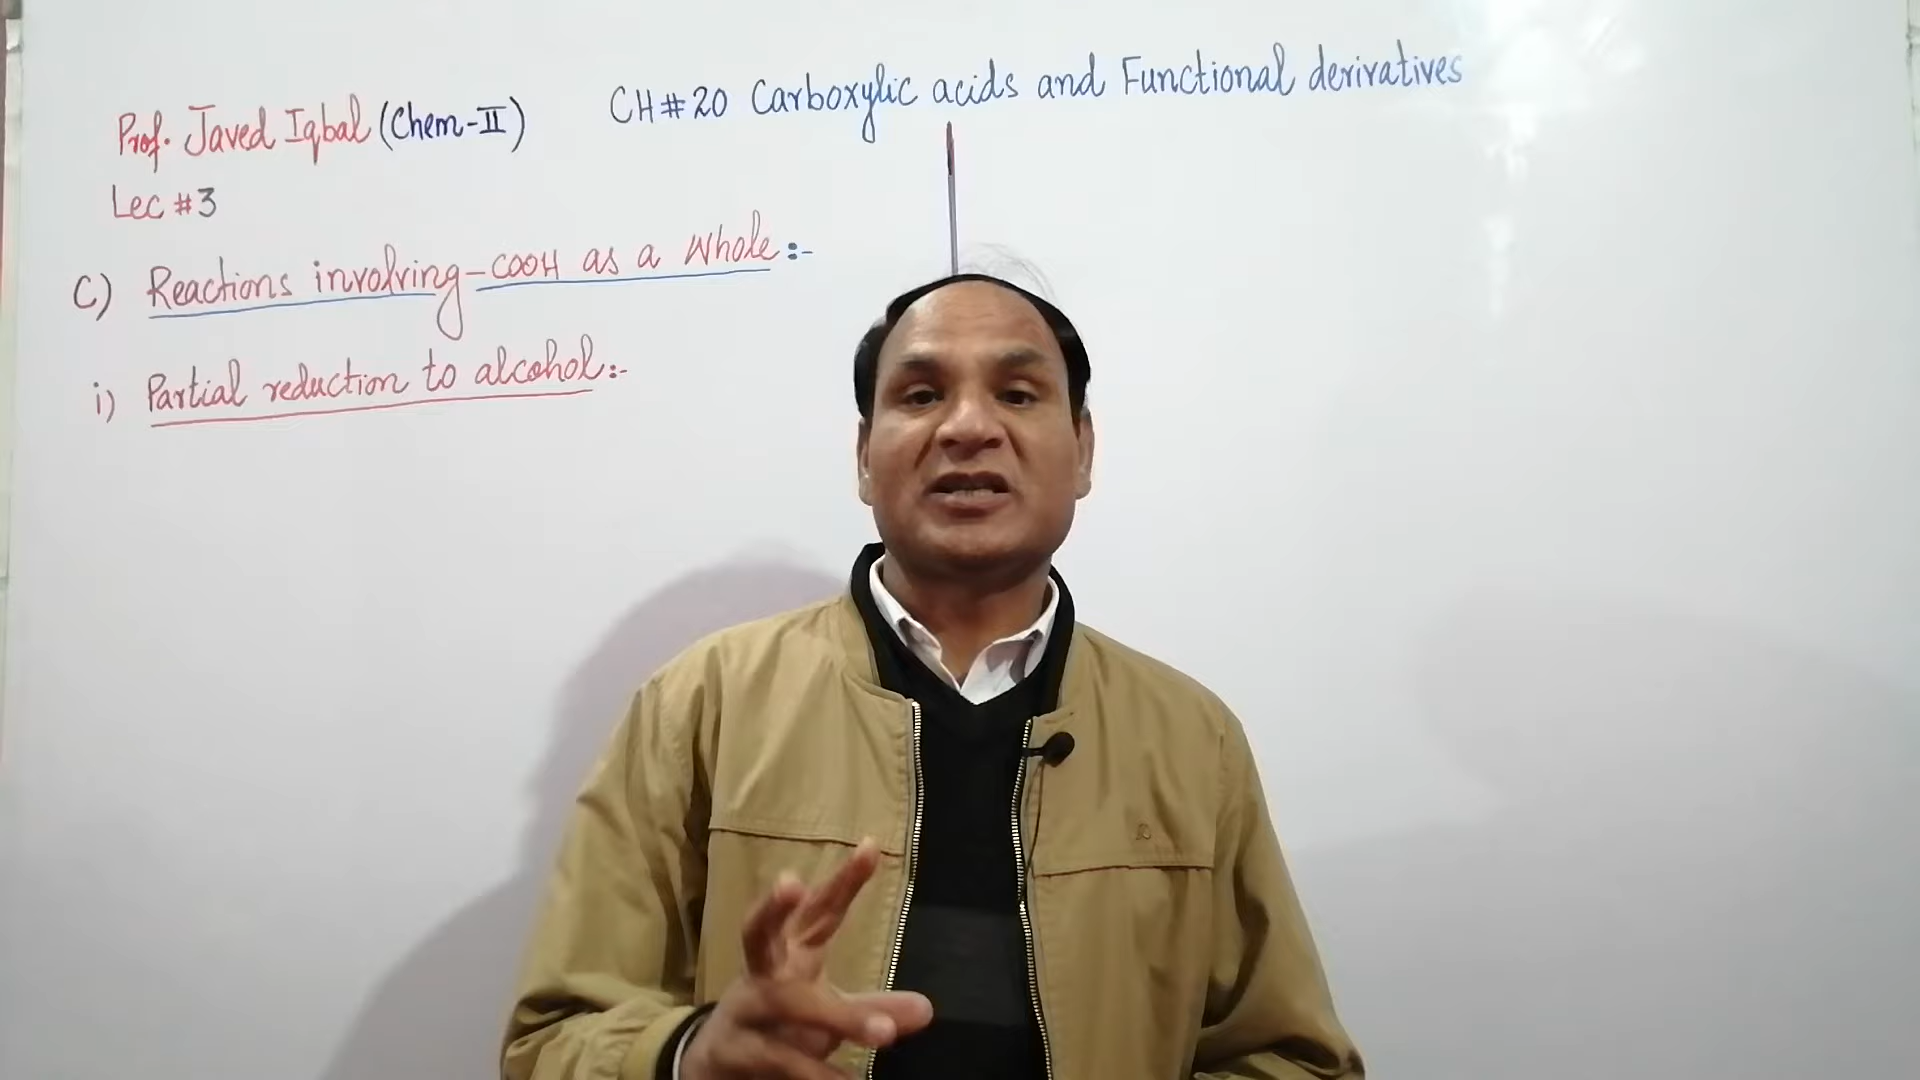 CH#20 Carboxylic acids and Functional derivatives
Prof. Javed Iqbal (Chem-II)
Lec #3
C) Reactions involving -COOH as a Whole:-
i) Partial reduction to alcohol:-